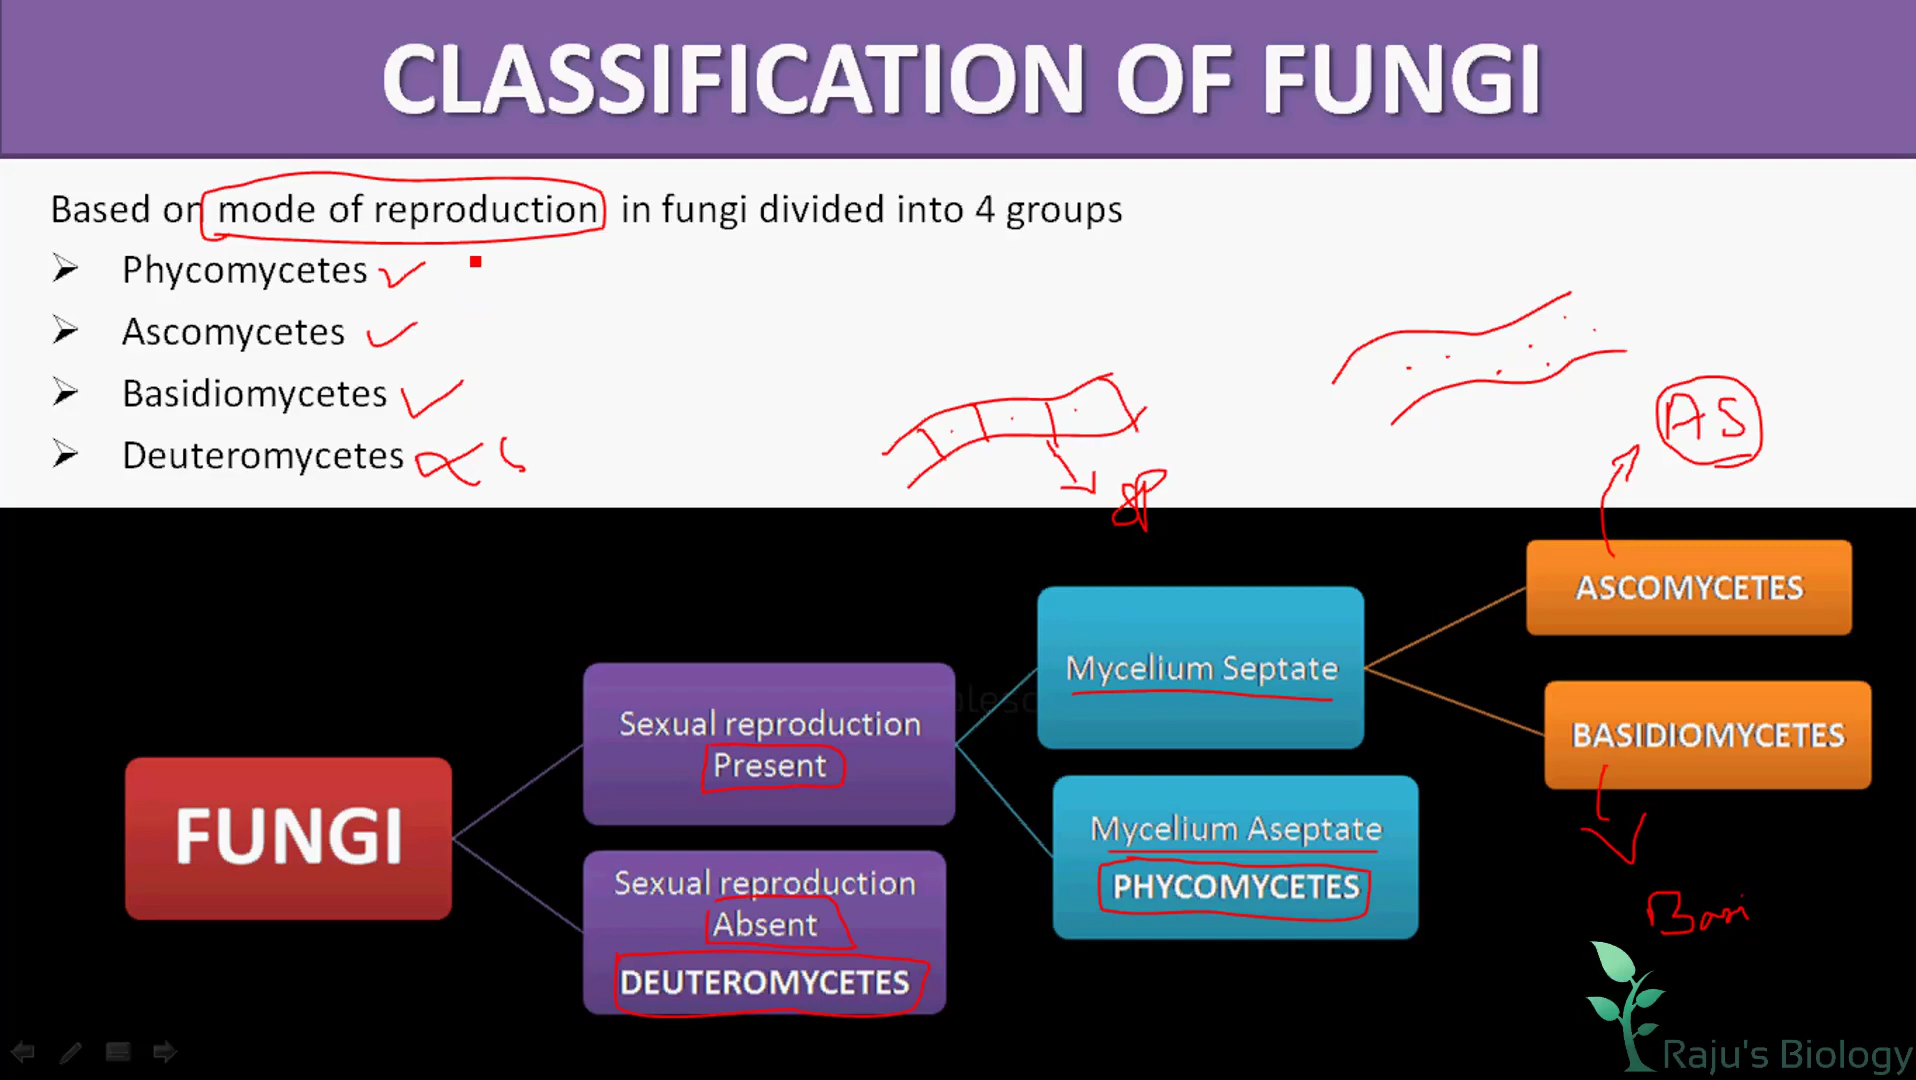 CLASSIFICATION OF FUNGI
Based on mode of reproduction in fungi divided into 4 groups
Phycomycetes
Ascomycetes
Basidiomycetes
Deuteromycetes
AS
ASCOMYCETES
Mycelium Septate
Sexual reproduction
Present
BASIDIOMYCETES
FUNGI
Mycelium Aseptate
PHYCOMYCETES
Sexual reproduction
Absent
DEUTEROMYCETES
Basi
Raju's Biology